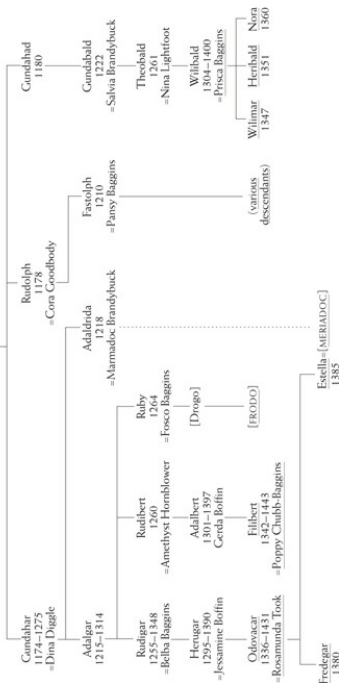 Gundahar
1174–1275
=Dina Diggle
Rudolph
1178
=Cora Goodbody
Gundahad
1180
Adalgar
1215–1314
Adaldrida
1218
=Marmadoc Brandybuck
Fastolph
1210
=Pansy Baggins
Gundabald
1222
=Salvia Brandybuck
Rudigar
1255–1348
=Belba Baggins
Rudibert
1260
=Amethyst Hornblower
Ruby
1264
=Fosco Baggins
Theobald
1261
=Nina Lightfoot
Herugar
1295–1390
=Jessamine Boffin
Adalbert
1301–1397
Gerda Boffin
[Drogo]
Wilibald
1304–1400
=Prisca Baggins
Odovacar
1336–1431
=Rosamunda Took
Filibert
1342–1443
=Poppy Chubb-Baggins
[FRODO]
(various
descendants)
Wilimar
1347
Heribald
1351
Nora
1360
Fredegar
1380
Estella=[MERIADOC]
1385